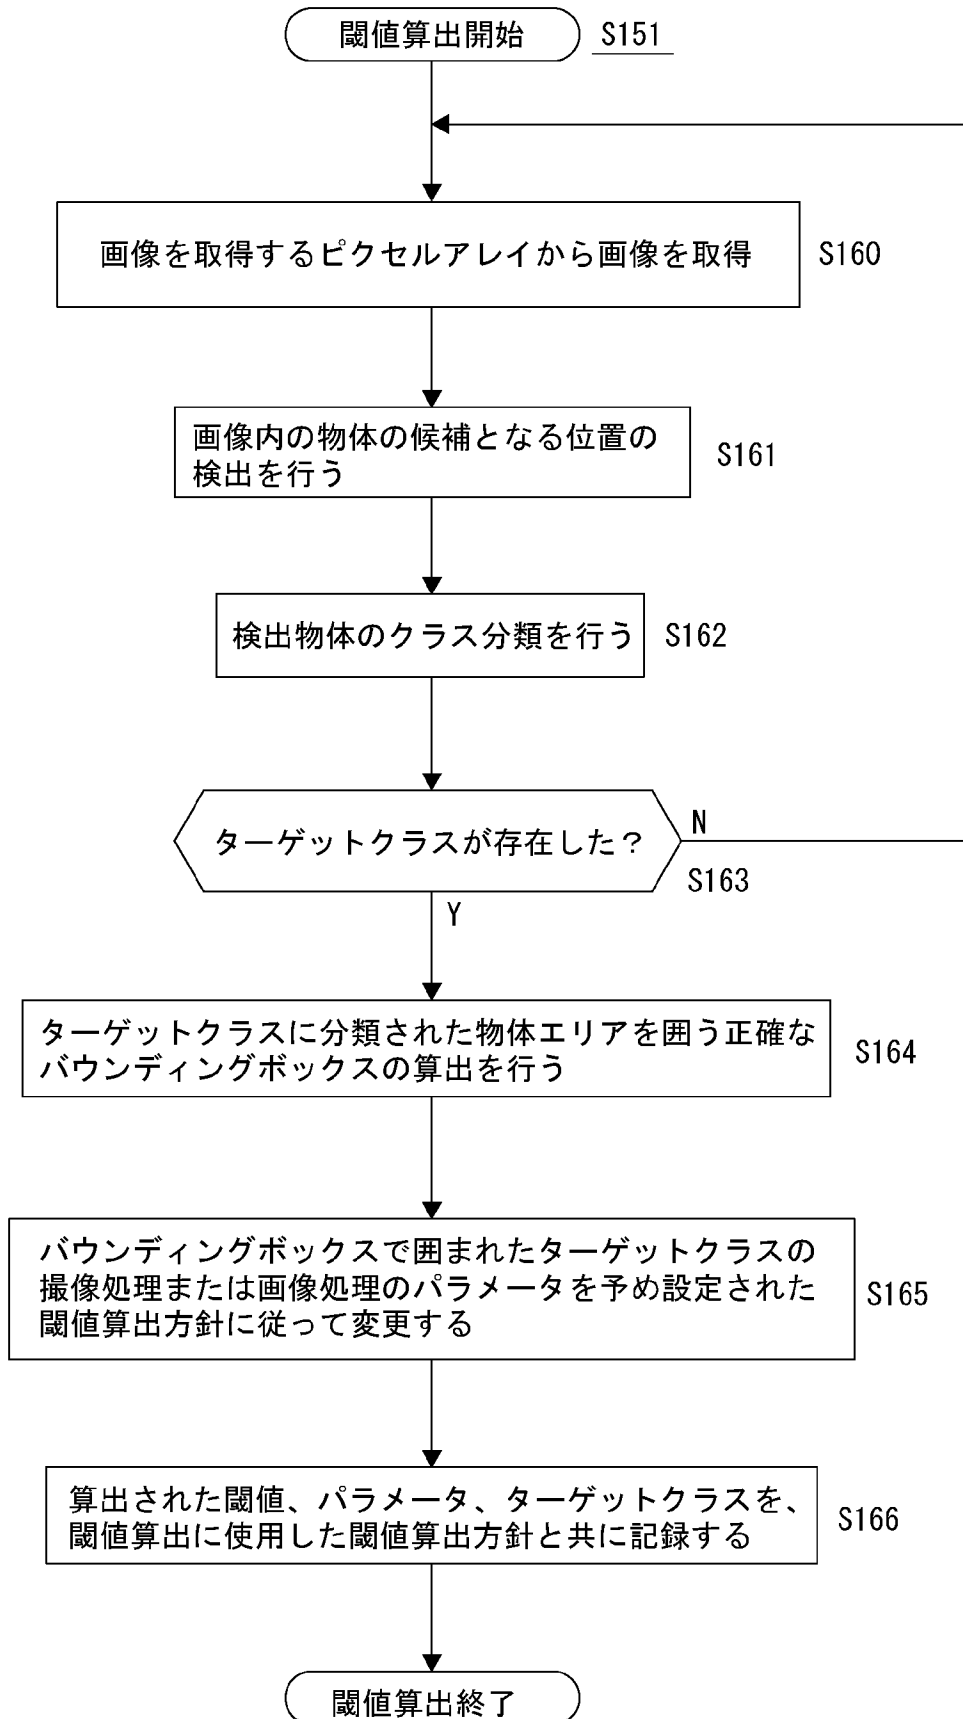 閾値算出開始 S151
画像を取得するピクセルアレイから画像を取得 S160
画像内の物体の候補となる位置の
検出を行う
S161
検出物体のクラス分類を行う S162
ターゲットクラスが存在した？
N
S163
Y
ターゲットクラスに分類された物体エリアを囲う正確な
バウンディングボックスの算出を行う
S164
バウンディングボックスで囲まれたターゲットクラスの
撮像処理または画像処理のパラメータを予め設定された
閾値算出方針に従って変更する
S165
算出された閾値、パラメータ、ターゲットクラスを、
閾値算出に使用した閾値算出方針と共に記録する
S166
閾値算出終了